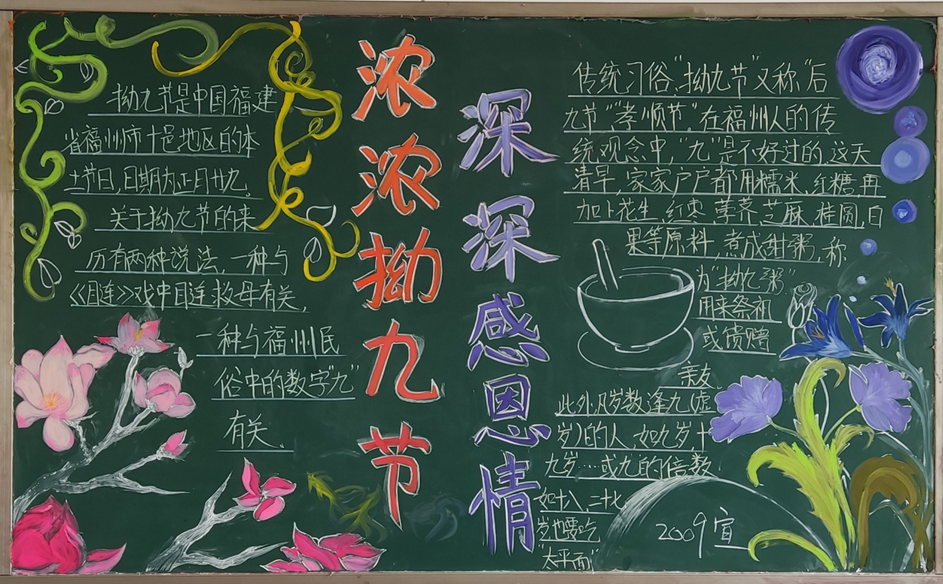 拗九节是中国福建
省福州市十邑地区的本
土节日,日期为正月廿九。
关于拗九节的来
历有两种说法,一种与
《目连》戏中目连救母有关,
一种与福州民
俗中的数字"九"
有关。
浓浓拗九节
深深感恩情
传统习俗"拗九节"又称"后
九节""孝顺节"。在福州人的传
统观念中,"九"是不好过的,这天
清早,家家户户都用糯米,红糖,再
加上花生,红枣,荸荠,芝麻,桂圆,白
果等原料,煮成甜粥,称
为"拗九粥"
用来祭祖
或馈赠
亲友
此外,凡岁数逢九(虚
岁)的人,如九岁十
九岁……或九的倍数
如十八、二十七
岁也要吃
"太平面"
2009宣